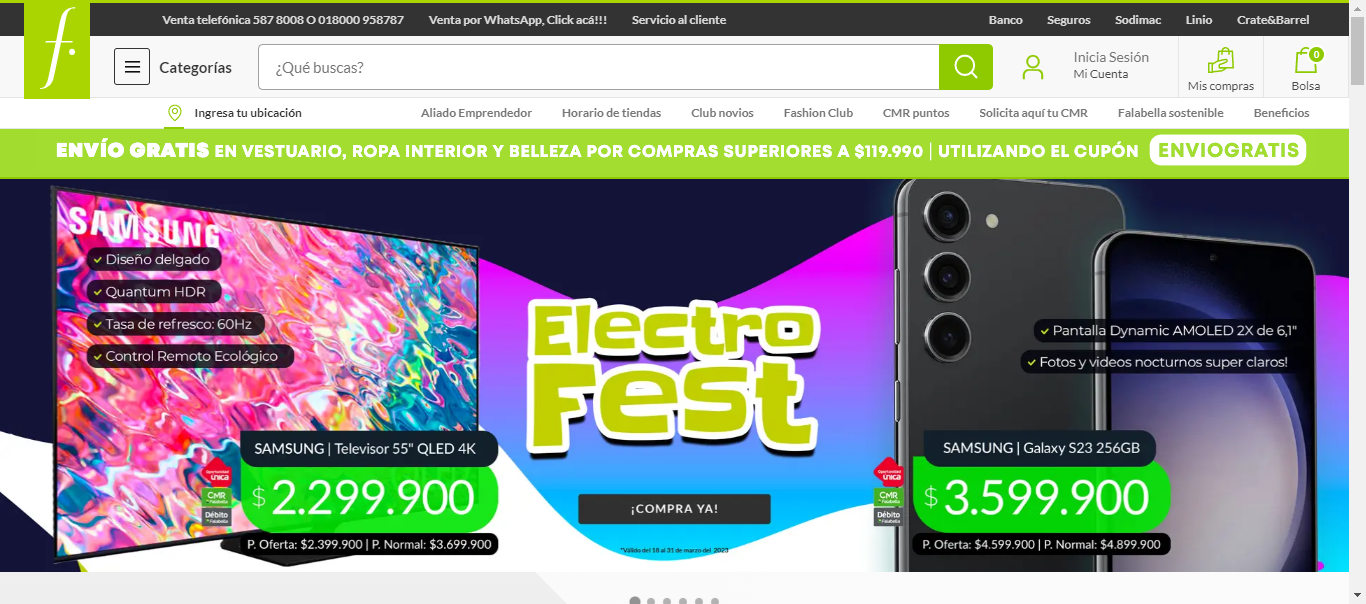 Venta telefónica 587 8008 O 018000 958787 Venta por WhatsApp, Click acá!!! Servicio al cliente Banco Seguros Sodimac Linio Crate&Barrel
f.
Categorías
¿Qué buscas?
Inicia Sesión
Mi Cuenta
Mis compras
0
Bolsa
Ingresa tu ubicación Aliado Emprendedor Horario de tiendas Club novios Fashion Club CMR puntos Solicita aquí tu CMR Falabella sostenible Beneficios
ENVÍO GRATIS EN VESTUARIO, ROPA INTERIOR Y BELLEZA POR COMPRAS SUPERIORES A $119.990 | UTILIZANDO EL CUPÓN ENVIOGRATIS
SAMSUNG
Diseño delgado
Quantum HDR
Tasa de refresco: 60Hz
Control Remoto Ecológico
SAMSUNG | Televisor 55" QLED 4K
Oportunidad
única
CMR
Falabella
Débito
Falabella
$ 2.299.900
P. Oferta: $2.399.900 | P. Normal: $3.699.900
Electro
Fest
¡COMPRA YA!
*Válido del 18 al 31 de marzo del 2023
Pantalla Dynamic AMOLED 2X de 6,1"
Fotos y videos nocturnos super claros!
SAMSUNG | Galaxy S23 256GB
Oportunidad
única
CMR
Falabella
Débito
Falabella
$ 3.599.900
P. Oferta: $4.599.900 | P. Normal: $4.899.900